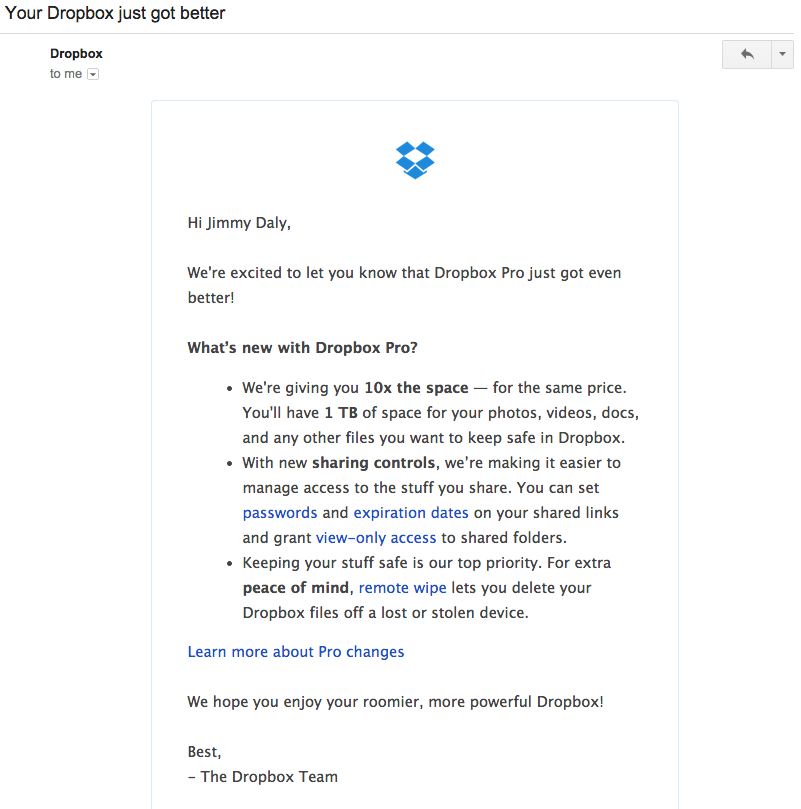 Your Dropbox just got better
Dropbox
to me
Hi Jimmy Daly,
We're excited to let you know that Dropbox Pro just got even
better!
What's new with Dropbox Pro?
• We're giving you 10x the space — for the same price.
You'll have 1 TB of space for your photos, videos, docs,
and any other files you want to keep safe in Dropbox.
• With new sharing controls, we're making it easier to
manage access to the stuff you share. You can set
passwords and expiration dates on your shared links
and grant view-only access to shared folders.
• Keeping your stuff safe is our top priority. For extra
peace of mind, remote wipe lets you delete your
Dropbox files off a lost or stolen device.
Learn more about Pro changes
We hope you enjoy your roomier, more powerful Dropbox!
Best,
– The Dropbox Team